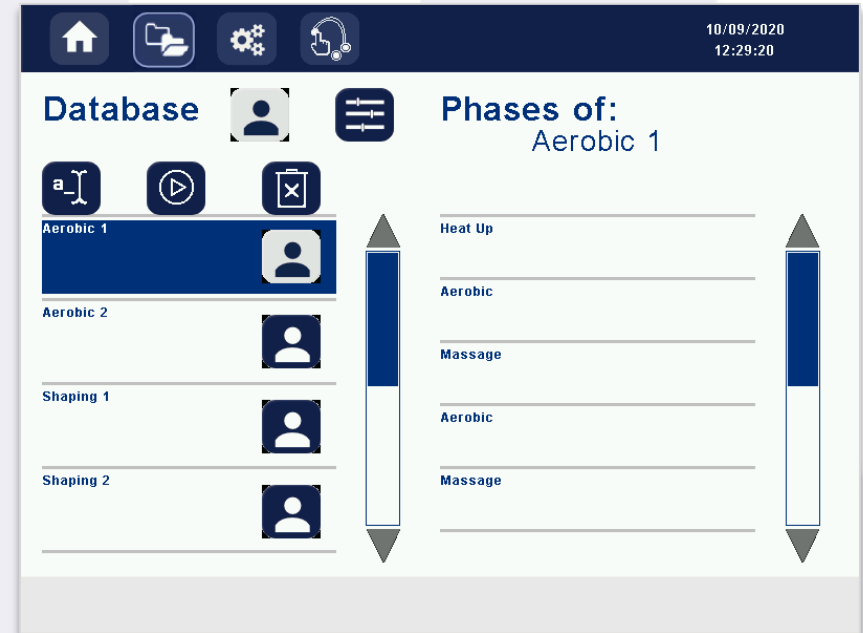 10/09/2020
12:29:20
Database
Phases of:
Aerobic 1
a_
Aerobic 1
Aerobic 2
Shaping 1
Shaping 2
Heat Up
Aerobic
Massage
Aerobic
Massage